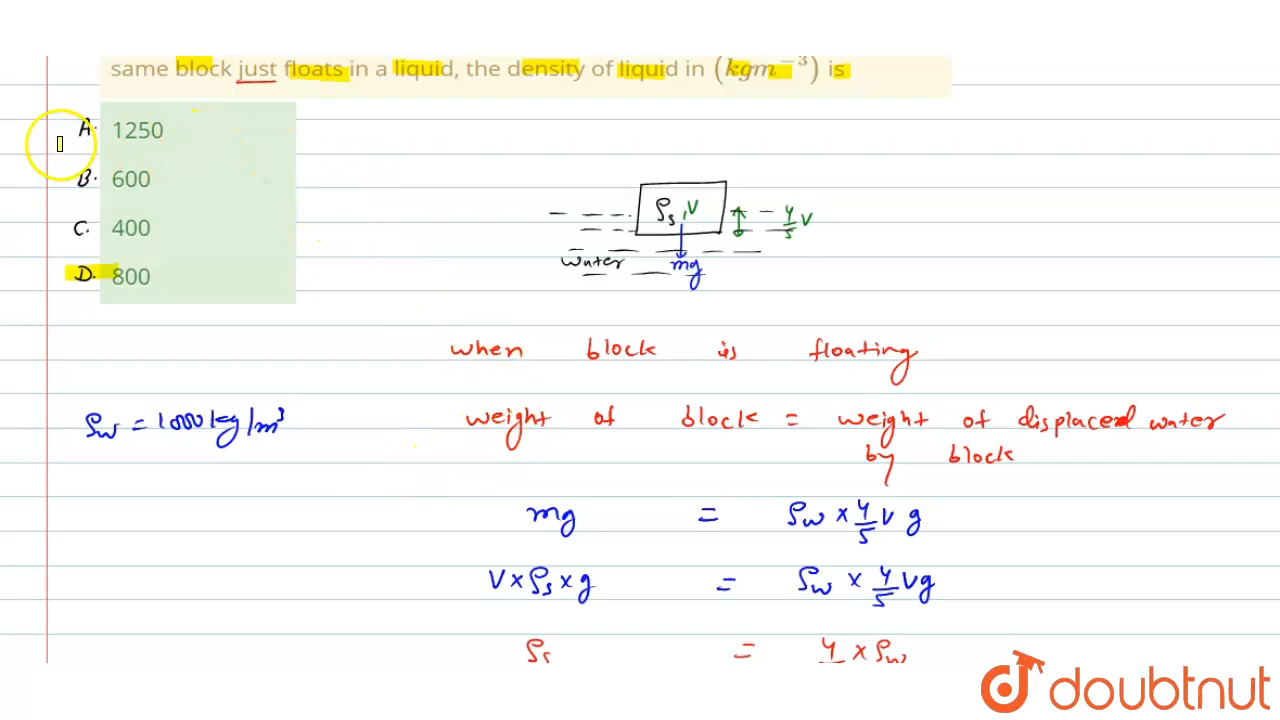 same block just floats in a liquid, the density of liquid in (kgm⁻³) is
A. 1250
B. 600
C. 400
D. 800
ρs, V
4/5 V
water
mg
when block is floating
ρw = 1000 kg/m³
weight of block = weight of displaced water
by block
mg = ρw × 4/5 V g
V × ρs × g = ρw × 4/5 Vg
ρs = 4 × ρw
doubtnut